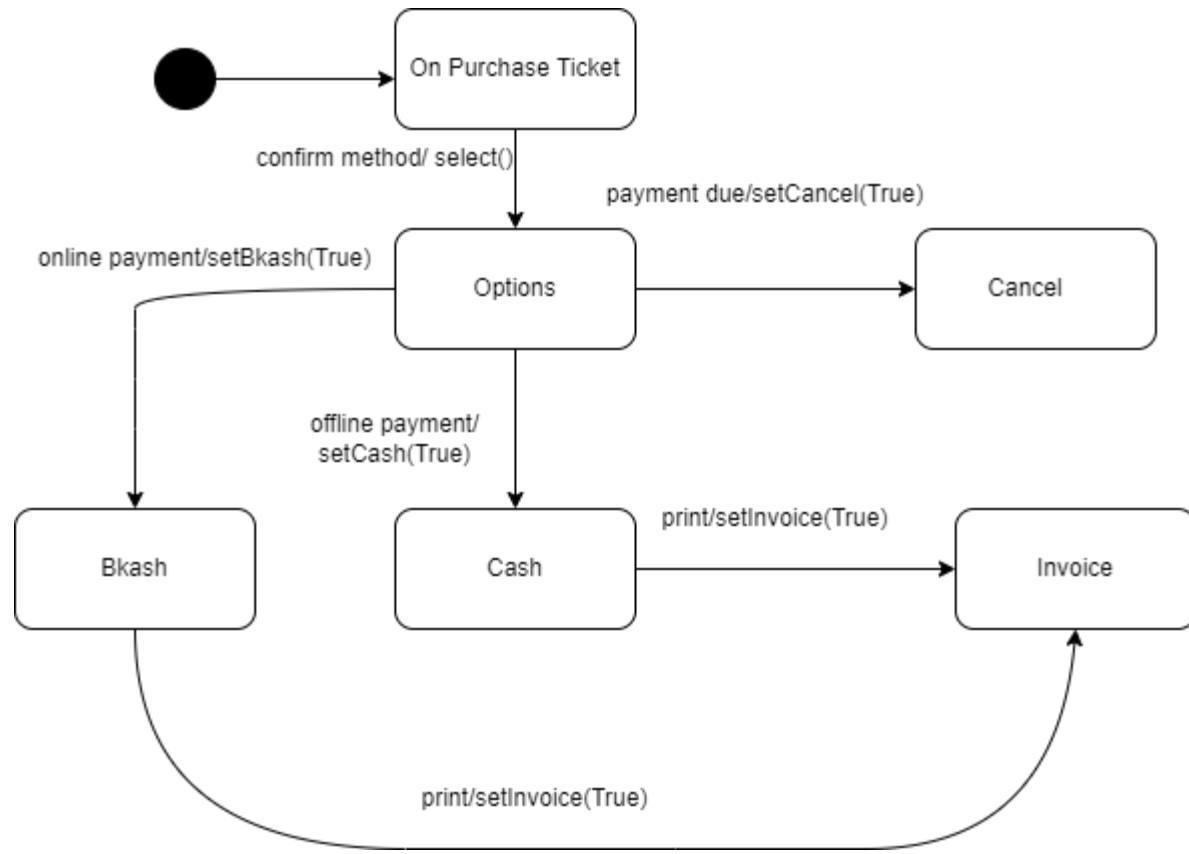 On Purchase Ticket
confirm method/ select()
payment due/setCancel(True)
online payment/setBkash(True)
Options
Cancel
offline payment/
setCash(True)
print/setInvoice(True)
Bkash
Cash
Invoice
print/setInvoice(True)